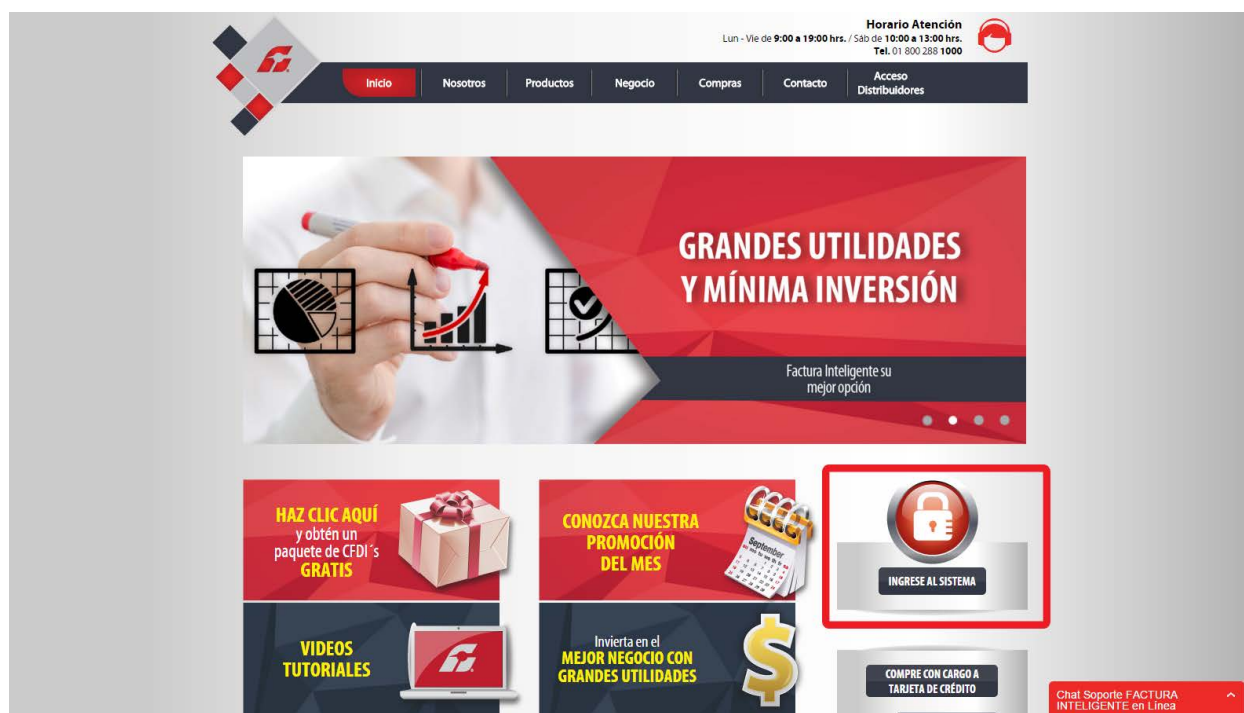 Horario Atención
Lun - Vie de 9:00 a 19:00 hrs. / Sáb de 10:00 a 13:00 hrs.
Tel. 01 800 288 1000
Inicio
Nosotros
Productos
Negocio
Compras
Contacto
Acceso
Distribuidores
GRANDES UTILIDADES
Y MÍNIMA INVERSIÓN
Factura Inteligente su
mejor opción
HAZ CLIC AQUÍ
y obtén un
paquete de CFDI´s
GRATIS
CONOZCA NUESTRA
PROMOCIÓN
DEL MES
September
INGRESE AL SISTEMA
VIDEOS
TUTORIALES
Invierta en el
MEJOR NEGOCIO CON
GRANDES UTILIDADES
COMPRE CON CARGO A
TARJETA DE CRÉDITO
Chat Soporte FACTURA
INTELIGENTE en Línea